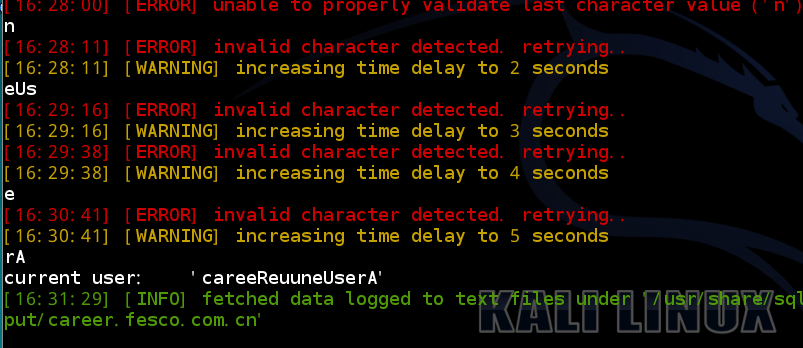 [16:28:00] [ERROR] unable to properly validate last character value ('n')
n
[16:28:11] [ERROR] invalid character detected. retrying..
[16:28:11] [WARNING] increasing time delay to 2 seconds
eUs
[16:29:16] [ERROR] invalid character detected. retrying..
[16:29:16] [WARNING] increasing time delay to 3 seconds
[16:29:38] [ERROR] invalid character detected. retrying..
[16:29:38] [WARNING] increasing time delay to 4 seconds
e
[16:30:41] [ERROR] invalid character detected. retrying..
[16:30:41] [WARNING] increasing time delay to 5 seconds
rA
current user: 'careeReuuneUserA'
[16:31:29] [INFO] fetched data logged to text files under '/usr/share/sql
put/career.fesco.com.cn'
KALI LINUX